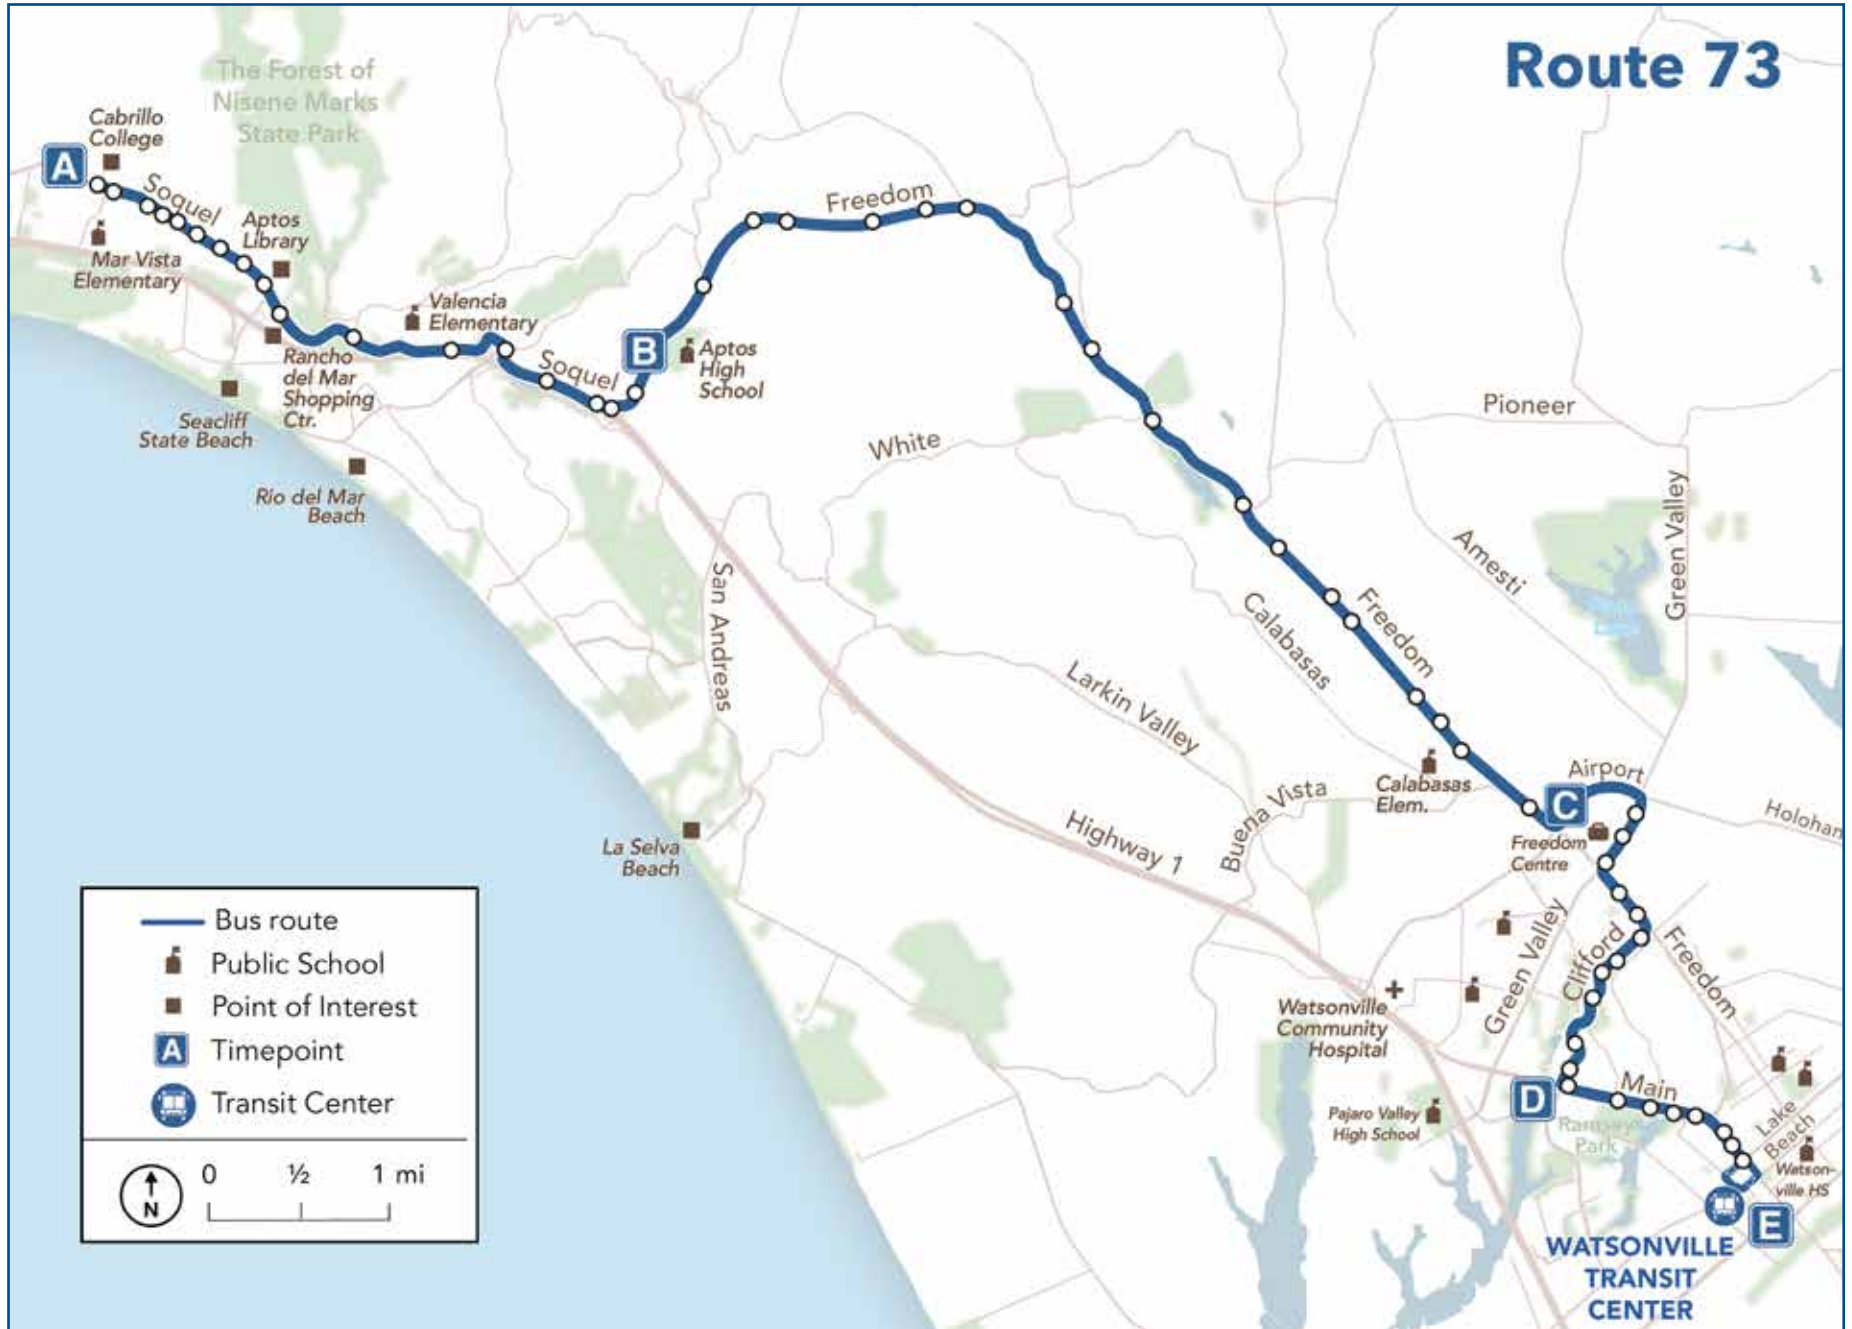 Route 73
The Forest of
Nisene Marks
State Park
Cabrillo
College
A
Soquel
Aptos
Library
Mar Vista
Elementary
Valencia
Elementary
Freedom
Rancho
del Mar
Shopping
Ctr.
Soquel
B
Aptos
High
School
Seacliff
State Beach
Rio del Mar
Beach
White
Pioneer
Green Valley
Amesti
San Andreas
Calabasas
Freedom
Larkin Valley
Calabasas
Elem.
Airport
C
Buena Vista
Holohan
Highway 1
Freedom
Centre
La Selva
Beach
Green Valley
Clifford
Freedom
Watsonville
Community
Hospital
D
Main
Pajaro Valley
High School
Ramsey
Park
Lake
Beach
Watson-
ville HS
E
WATSONVILLE
TRANSIT
CENTER
Bus route
Public School
Point of Interest
A Timepoint
Transit Center
N
0 ½ 1 mi